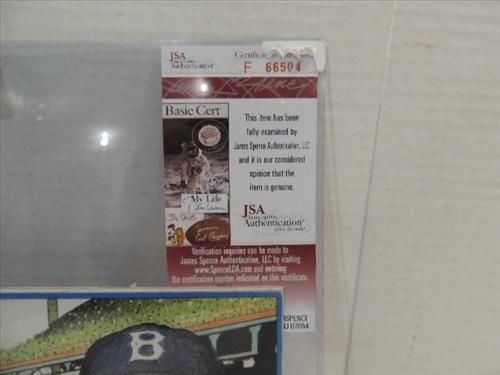 JSA
Authentication
F 66504
Basic Cert
My Life
This item has been
fully examined by
James Spence Authentication, LLC
and it is our considered
opinion that the
item is genuine.
JSA
Authentication
Verification inquiries can be made to
James Spence Authentication, LLC by visiting
www.SpenceLOA.com and entering
the certification number indicated on this certificate.
SPENCE
NJ 07054
B